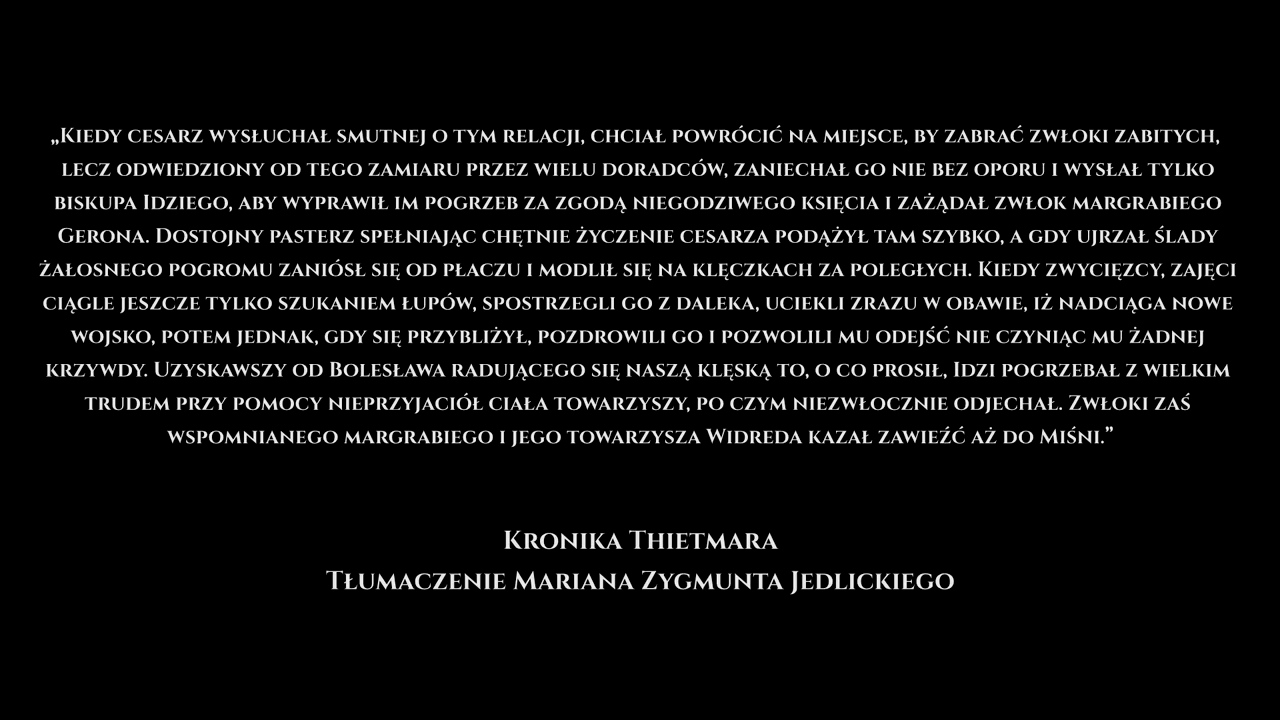 „Kiedy cesarz wysłuchał smutnej o tym relacji, chciał powrócić na miejsce, by zabrać zwłoki zabitych,
lecz odwiedziony od tego zamiaru przez wielu doradców, zaniechał go nie bez oporu i wysłał tylko
biskupa Idziego, aby wyprawił im pogrzeb za zgodą niegodziwego księcia i zażądał zwłok margrabiego
Gerona. Dostojny pasterz spełniając chętnie życzenie cesarza podążył tam szybko, a gdy ujrzał ślady
żałosnego pogromu zaniósł się od płaczu i modlił się na klęczkach za poległych. Kiedy zwycięzcy, zajęci
ciągle jeszcze tylko szukaniem łupów, spostrzegli go z daleka, uciekli zrazu w obawie, iż nadciąga nowe
wojsko, potem jednak, gdy się przybliżył, pozdrowili go i pozwolili mu odejść nie czyniąc mu żadnej
krzywdy. Uzyskawszy od Bolesława radującego się naszą klęską to, o co prosił, Idzi pogrzebał z wielkim
trudem przy pomocy nieprzyjaciół ciała towarzyszy, po czym niezwłocznie odjechał. Zwłoki zaś
wspomnianego margrabiego i jego towarzysza Widreda kazał zawieźć aż do Miśni.”
Kronika Thietmara
Tłumaczenie Mariana Zygmunta Jedlickiego